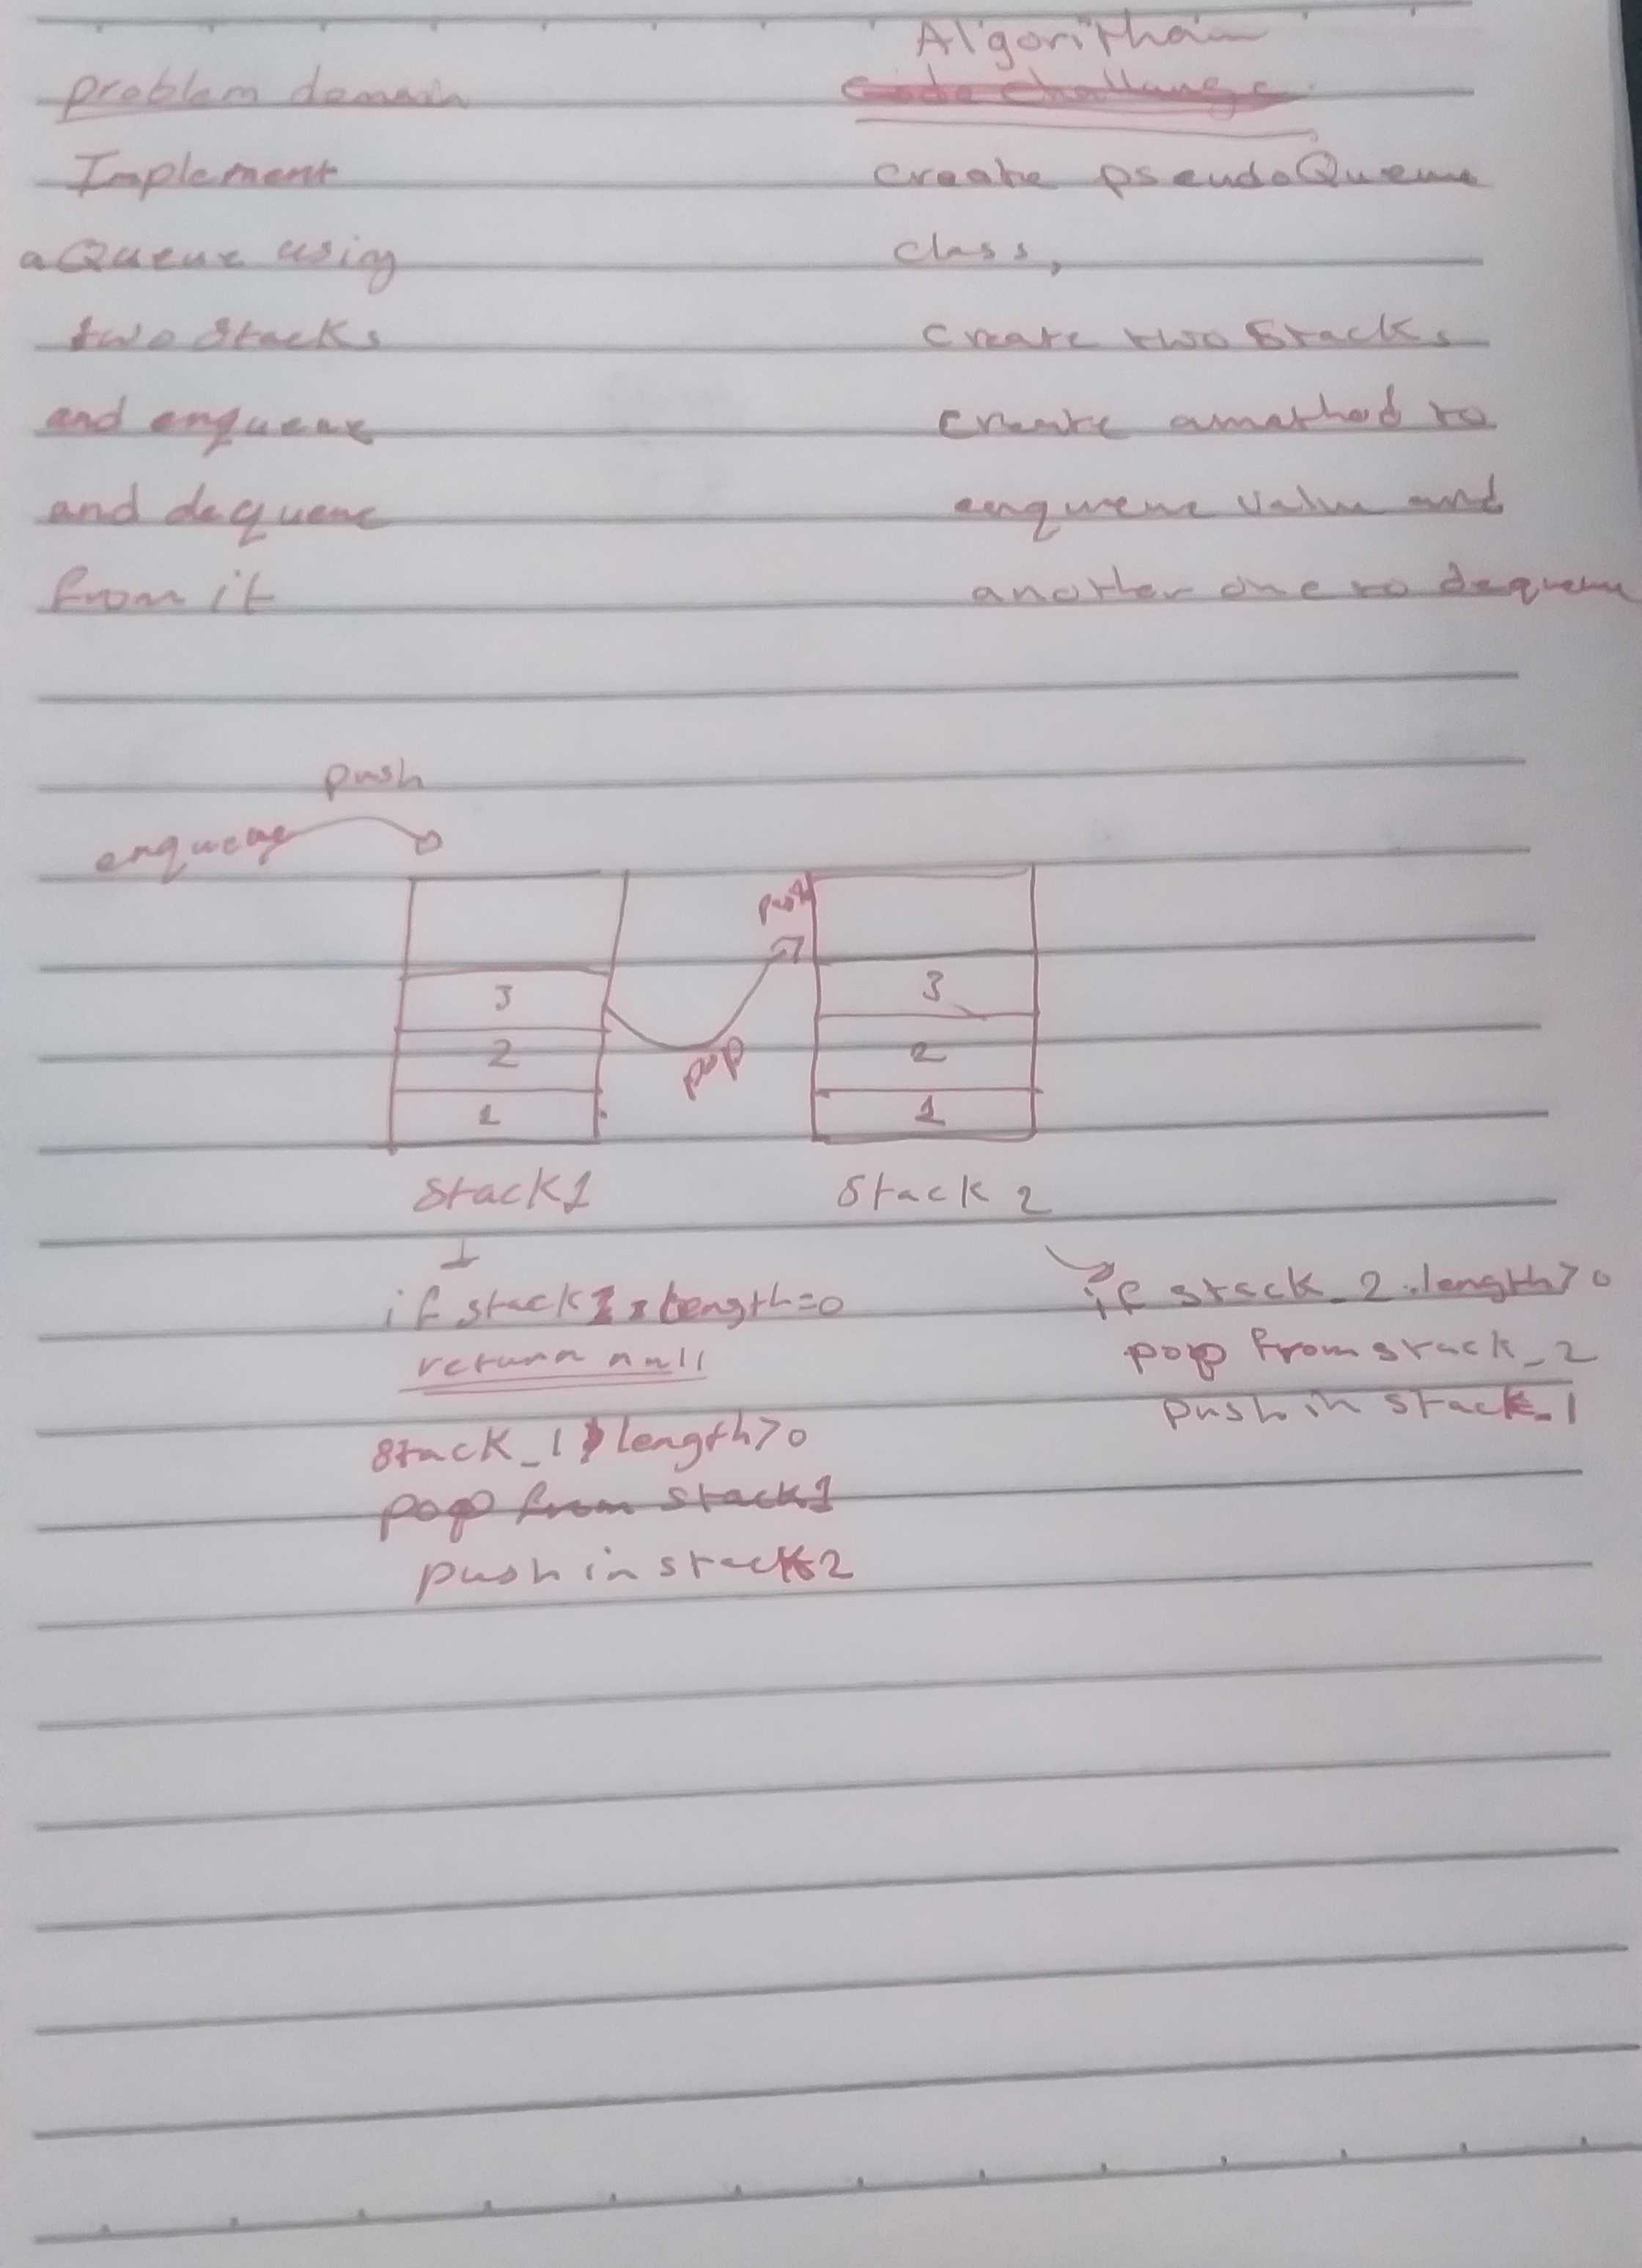 problem domain
Implement
a Queue using
two Stacks
and enqueue
and dequeue
from it
Algorithm
code challange
create pseudoQueue
class,
create two Stacks
create a method to
enqueue value and
another one to dequeue
push
enqueue
push
3
2
1
pop
3
2
1
Stack1
Stack 2
if stack1.length=0
return null
stack_1.length>0
pop from stack1
push in stack2
if stack_2.length>0
pop from stack_2
push in stack_1